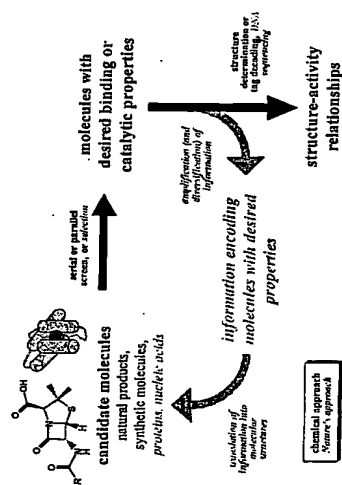 OH
O
N
O
S
H
H
N
H
R
O
candidate molecules
natural products,
synthetic molecules,
proteins, nucleic acids
serial or parallel
screen, or selection
molecules with
desired binding or
catalytic properties
structure
determination or
tag decoding, DNA
sequencing
structure-activity
relationships
amplification (and
diversification) of
information
information encoding
molecules with desired
properties
translation of
information into
molecular
structures
chemical approach
Nature's approach